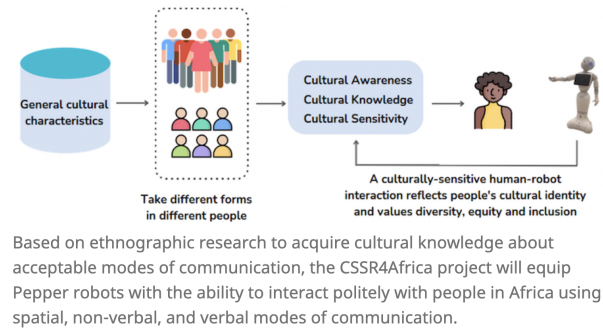 General cultural
characteristics
Take different forms
in different people
Cultural Awareness
Cultural Knowledge
Cultural Sensitivity
A culturally-sensitive human-robot
interaction reflects people's cultural identity
and values diversity, equity and inclusion
Based on ethnographic research to acquire cultural knowledge about
acceptable modes of communication, the CSSR4Africa project will equip
Pepper robots with the ability to interact politely with people in Africa using
spatial, non-verbal, and verbal modes of communication.